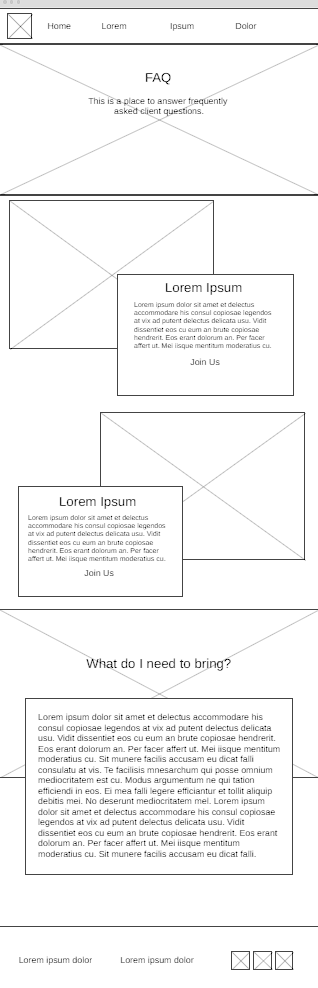 Home Lorem Ipsum Dolor
FAQ
This is a place to answer frequently
asked client questions.
Lorem Ipsum
Lorem ipsum dolor sit amet et delectus
accommodare his consul copiosae legendos
at vix ad putent delectus delicata usu. Vidit
dissentiet eos cu eum an brute copiosae
hendrerit. Eos erant dolorum an. Per facer
affert ut. Mei iisque mentitum moderatius cu.
Join Us
Lorem Ipsum
Lorem ipsum dolor sit amet et delectus
accommodare his consul copiosae legendos
at vix ad putent delectus delicata usu. Vidit
dissentiet eos cu eum an brute copiosae
hendrerit. Eos erant dolorum an. Per facer
affert ut. Mei iisque mentitum moderatius cu.
Join Us
What do I need to bring?
Lorem ipsum dolor sit amet et delectus accommodare his
consul copiosae legendos at vix ad putent delectus delicata
usu. Vidit dissentiet eos cu eum an brute copiosae hendrerit.
Eos erant dolorum an. Per facer affert ut. Mei iisque mentitum
moderatius cu. Sit munere facilis accusam eu dicat falli
consulatu at vis. Te facilisis mnesarchum qui posse omnium
mediocritatem est cu. Modus argumentum ne qui tation
efficiendi in eos. Ei mea falli legere efficiantur et tollit aliquip
debitis mei. No deserunt mediocritatem mel. Lorem ipsum
dolor sit amet et delectus accommodare his consul copiosae
legendos at vix ad putent delectus delicata usu. Vidit
dissentiet eos cu eum an brute copiosae hendrerit. Eos erant
dolorum an. Per facer affert ut. Mei iisque mentitum
moderatius cu. Sit munere facilis accusam eu dicat falli.
Lorem ipsum dolor Lorem ipsum dolor